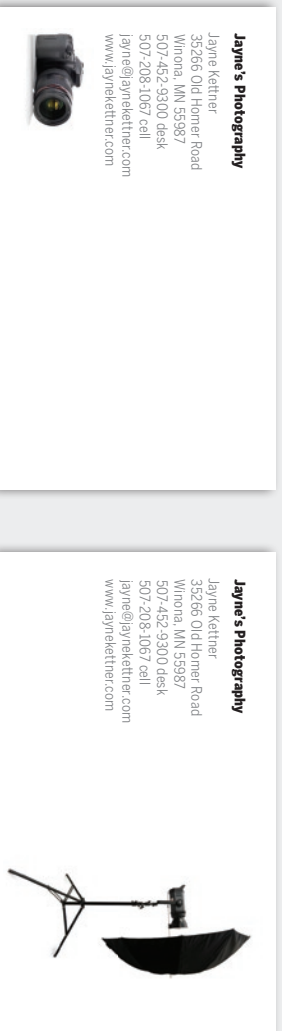 Jayne's Photography
Jayne Kettner
35266 Old Homer Road
Winona, MN 55987
507-452-9300 desk
507-208-1067 cell
jayne@jaynekettner.com
www.jaynekettner.com
Jayne's Photography
Jayne Kettner
35266 Old Homer Road
Winona, MN 55987
507-452-9300 desk
507-208-1067 cell
jayne@jaynekettner.com
www.jaynekettner.com